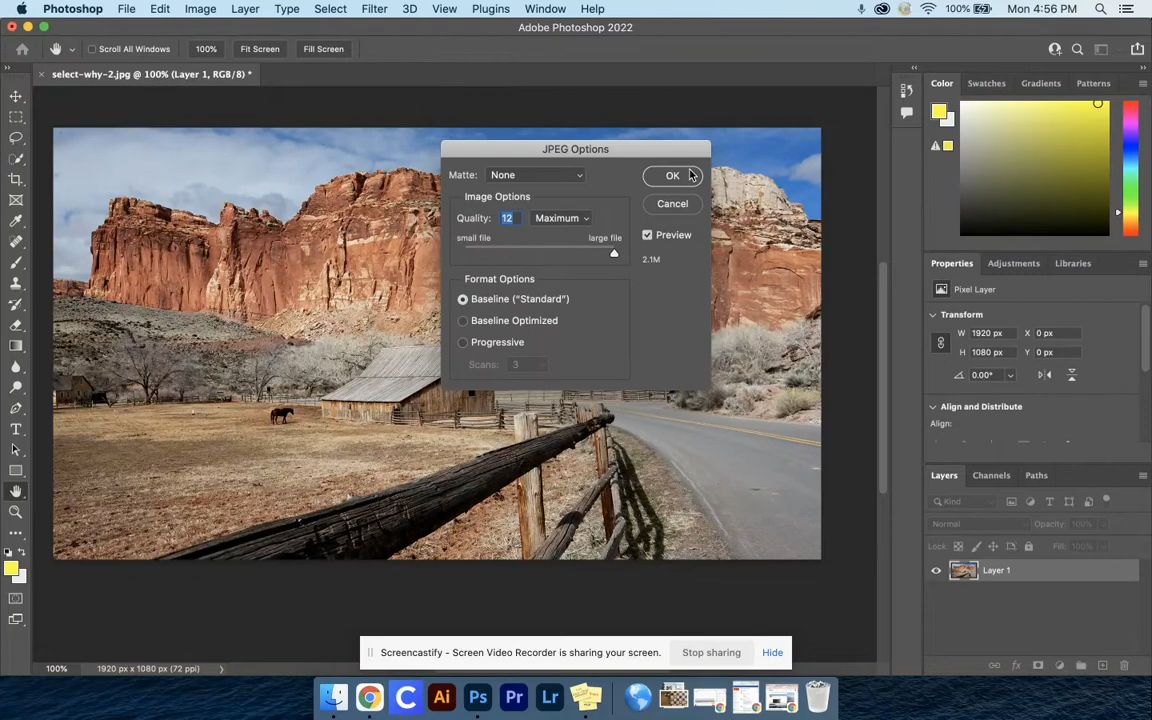 Photoshop File Edit Image Layer Type Select Filter 3D View Plugins Window Help 100% Mon 4:56 PM
Adobe Photoshop 2022
Scroll All Windows 100% Fit Screen Fill Screen
select-why-2.jpg @ 100% (Layer 1, RGB/8) *
Color Swatches Gradients Patterns
JPEG Options
Matte: None OK
Image Options
Cancel
Quality: 12 Maximum
Preview
small file large file
2.1M
Format Options
Baseline (“Standard”)
Baseline Optimized
Progressive
Scans: 3
Properties Adjustments Libraries
Pixel Layer
Transform
W 1920 px X 0 px
H 1080 px Y 0 px
0.00°
Align and Distribute
Align:
Layers Channels Paths
Kind
Normal Opacity: 100%
Lock: Fill: 100%
Layer 1
Screencastify - Screen Video Recorder is sharing your screen. Stop sharing Hide
100% 1920 px x 1080 px (72 ppi)
C Ai Ps Pr Lr